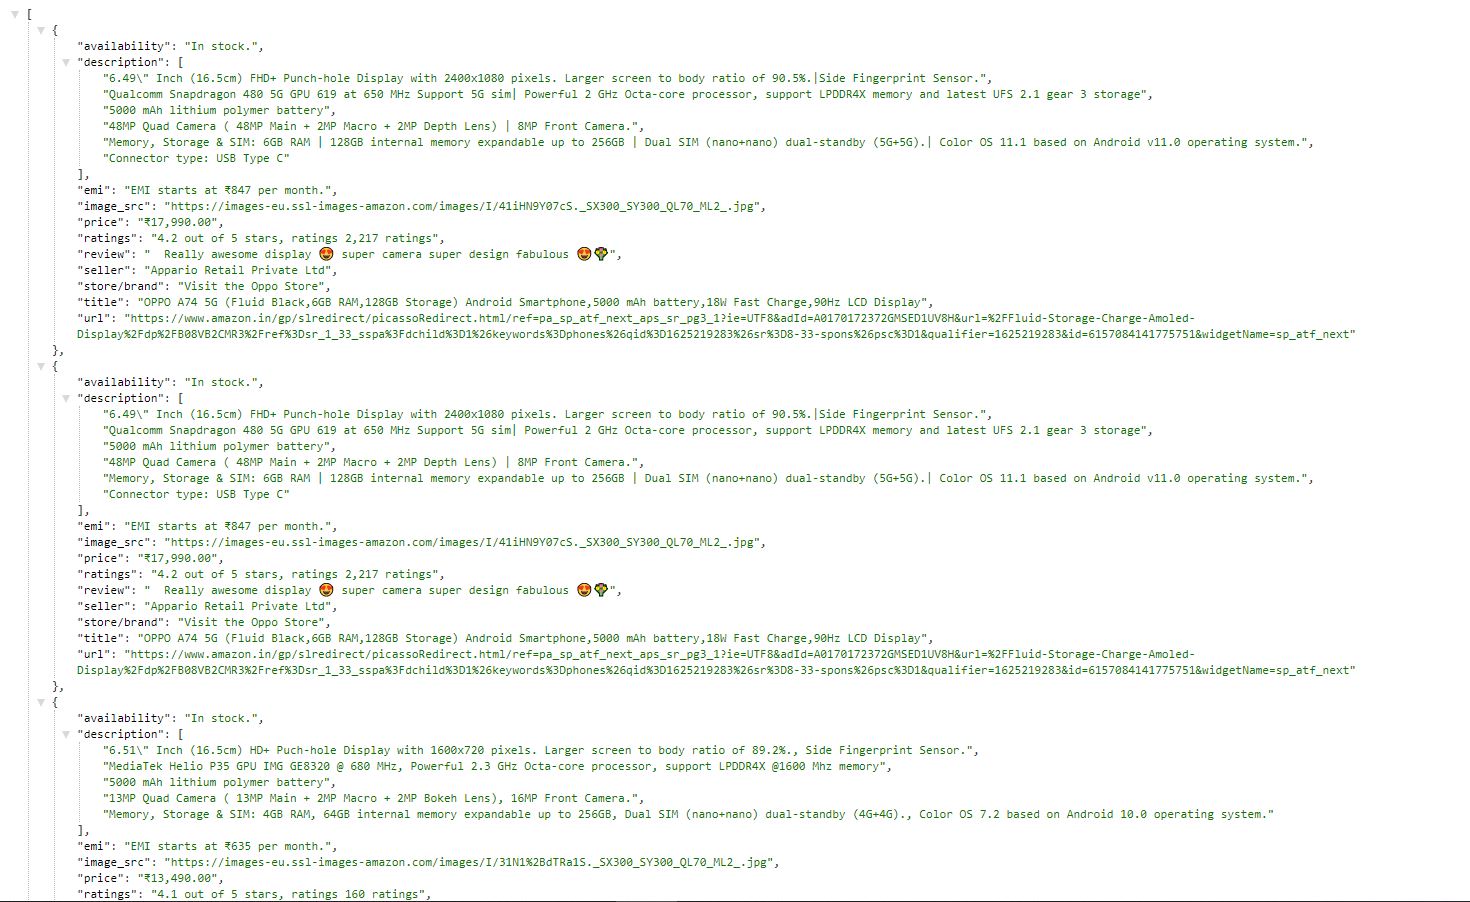 [
{
"availability": "In stock.",
"description": [
"6.49\" Inch (16.5cm) FHD+ Punch-hole Display with 2400x1080 pixels. Larger screen to body ratio of 90.5%.|Side Fingerprint Sensor.",
"Qualcomm Snapdragon 480 5G GPU 619 at 650 MHz Support 5G sim| Powerful 2 GHz Octa-core processor, support LPDDR4X memory and latest UFS 2.1 gear 3 storage",
"5000 mAh lithium polymer battery",
"48MP Quad Camera ( 48MP Main + 2MP Macro + 2MP Depth Lens) | 8MP Front Camera.",
"Memory, Storage & SIM: 6GB RAM | 128GB internal memory expandable up to 256GB | Dual SIM (nano+nano) dual-standby (5G+5G).| Color OS 11.1 based on Android v11.0 operating system.",
"Connector type: USB Type C"
],
"emi": "EMI starts at ₹847 per month.",
"image_src": "https://images-eu.ssl-images-amazon.com/images/I/41iHN9Y07cS._SX300_SY300_QL70_ML2_.jpg",
"price": "₹17,990.00",
"ratings": "4.2 out of 5 stars, ratings 2,217 ratings",
"review": "  Really awesome display 😍 super camera super design fabulous 😍💐",
"seller": "Appario Retail Private Ltd",
"store/brand": "Visit the Oppo Store",
"title": "OPPO A74 5G (Fluid Black,6GB RAM,128GB Storage) Android Smartphone,5000 mAh battery,18W Fast Charge,90Hz LCD Display",
"url": "https://www.amazon.in/gp/slredirect/picassoRedirect.html/ref=pa_sp_atf_next_aps_sr_pg3_1?ie=UTF8&adId=A0170172372GMSED1UV8H&url=%2FFluid-Storage-Charge-Amoled-
Display%2Fdp%2FB08VB2CMR3%2Fref%3Dsr_1_33_sspa%3Fdchild%3D1%26keywords%3Dphones%26qid%3D1625219283%26sr%3D8-33-spons%26psc%3D1&qualifier=1625219283&id=6157084141775751&widgetName=sp_atf_next"
},
{
"availability": "In stock.",
"description": [
"6.49\" Inch (16.5cm) FHD+ Punch-hole Display with 2400x1080 pixels. Larger screen to body ratio of 90.5%.|Side Fingerprint Sensor.",
"Qualcomm Snapdragon 480 5G GPU 619 at 650 MHz Support 5G sim| Powerful 2 GHz Octa-core processor, support LPDDR4X memory and latest UFS 2.1 gear 3 storage",
"5000 mAh lithium polymer battery",
"48MP Quad Camera ( 48MP Main + 2MP Macro + 2MP Depth Lens) | 8MP Front Camera.",
"Memory, Storage & SIM: 6GB RAM | 128GB internal memory expandable up to 256GB | Dual SIM (nano+nano) dual-standby (5G+5G).| Color OS 11.1 based on Android v11.0 operating system.",
"Connector type: USB Type C"
],
"emi": "EMI starts at ₹847 per month.",
"image_src": "https://images-eu.ssl-images-amazon.com/images/I/41iHN9Y07cS._SX300_SY300_QL70_ML2_.jpg",
"price": "₹17,990.00",
"ratings": "4.2 out of 5 stars, ratings 2,217 ratings",
"review": "  Really awesome display 😍 super camera super design fabulous 😍💐",
"seller": "Appario Retail Private Ltd",
"store/brand": "Visit the Oppo Store",
"title": "OPPO A74 5G (Fluid Black,6GB RAM,128GB Storage) Android Smartphone,5000 mAh battery,18W Fast Charge,90Hz LCD Display",
"url": "https://www.amazon.in/gp/slredirect/picassoRedirect.html/ref=pa_sp_atf_next_aps_sr_pg3_1?ie=UTF8&adId=A0170172372GMSED1UV8H&url=%2FFluid-Storage-Charge-Amoled-
Display%2Fdp%2FB08VB2CMR3%2Fref%3Dsr_1_33_sspa%3Fdchild%3D1%26keywords%3Dphones%26qid%3D1625219283%26sr%3D8-33-spons%26psc%3D1&qualifier=1625219283&id=6157084141775751&widgetName=sp_atf_next"
},
{
"availability": "In stock.",
"description": [
"6.51\" Inch (16.5cm) HD+ Puch-hole Display with 1600x720 pixels. Larger screen to body ratio of 89.2%., Side Fingerprint Sensor.",
"MediaTek Helio P35 GPU IMG GE8320 @ 680 MHz, Powerful 2.3 GHz Octa-core processor, support LPDDR4X @1600 Mhz memory",
"5000 mAh lithium polymer battery",
"13MP Quad Camera ( 13MP Main + 2MP Macro + 2MP Bokeh Lens), 16MP Front Camera.",
"Memory, Storage & SIM: 4GB RAM, 64GB internal memory expandable up to 256GB, Dual SIM (nano+nano) dual-standby (4G+4G)., Color OS 7.2 based on Android 10.0 operating system."
],
"emi": "EMI starts at ₹635 per month.",
"image_src": "https://images-eu.ssl-images-amazon.com/images/I/31N1%2BdTRa1S._SX300_SY300_QL70_ML2_.jpg",
"price": "₹13,490.00",
"ratings": "4.1 out of 5 stars, ratings 160 ratings",